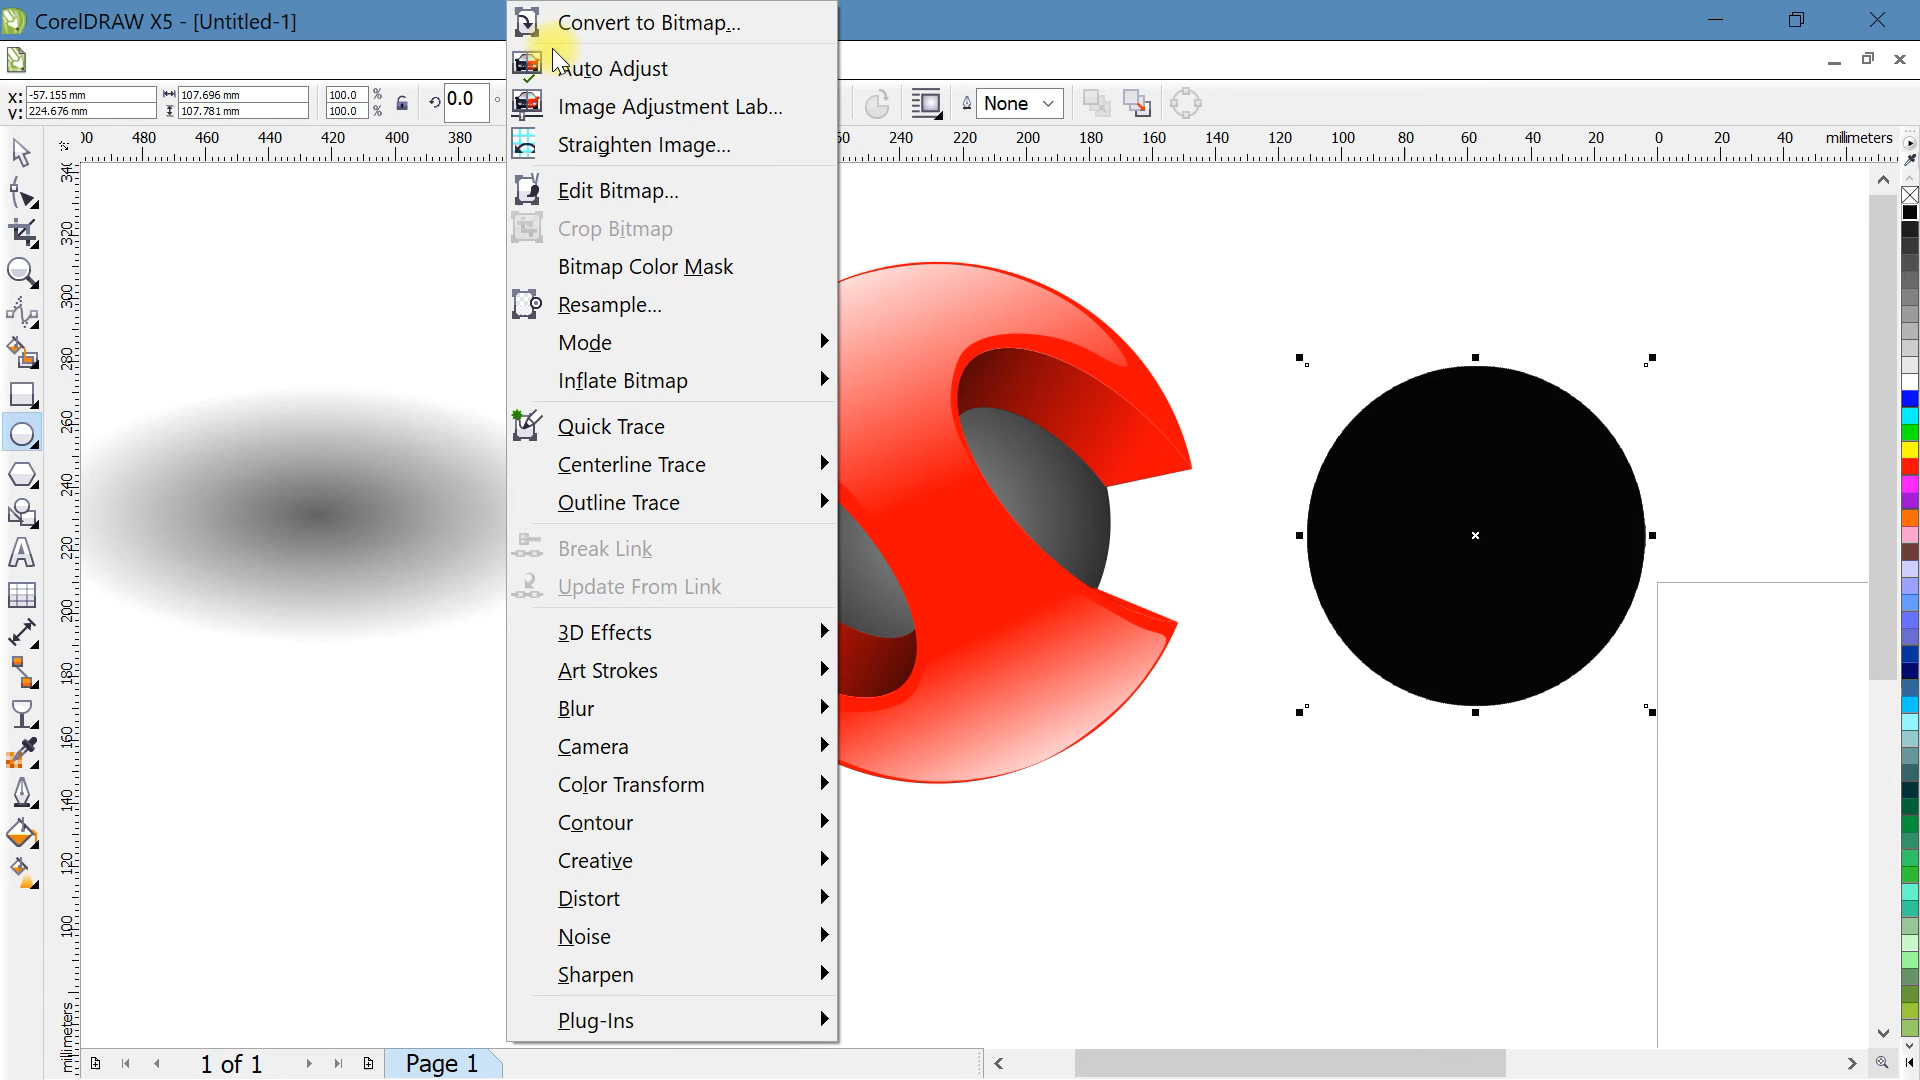 CorelDRAW X5 - [Untitled-1]
x: -57.155 mm
y: 224.676 mm
107.696 mm
107.781 mm
100.0 %
100.0 %
0.0 °
None
480 460 440 420 400 380
240 220 200 180 160 140 120 100 80 60 40 20 0 20 40 millimeters
320
300
280
260
240
220
200
180
160
140
120
100
millimeters
Convert to Bitmap...
Auto Adjust
Image Adjustment Lab...
Straighten Image...
Edit Bitmap...
Crop Bitmap
Bitmap Color Mask
Resample...
Mode
Inflate Bitmap
Quick Trace
Centerline Trace
Outline Trace
Break Link
Update From Link
3D Effects
Art Strokes
Blur
Camera
Color Transform
Contour
Creative
Distort
Noise
Sharpen
Plug-Ins
1 of 1
Page 1